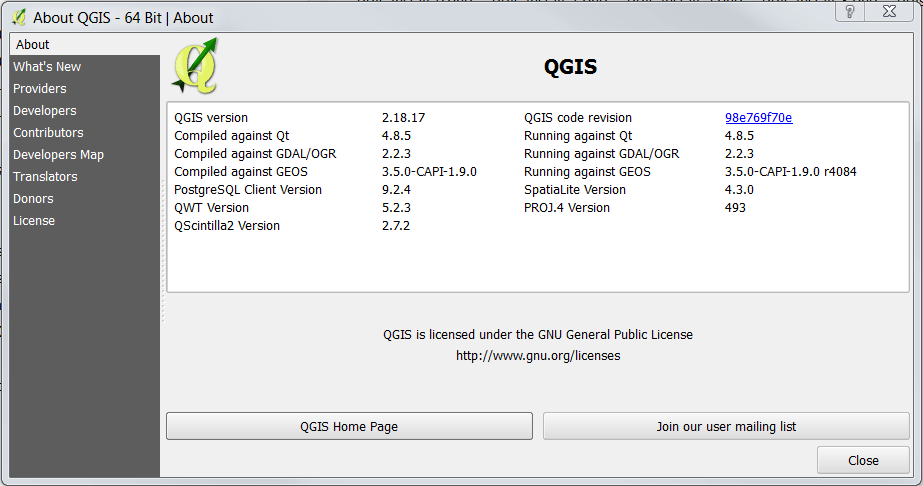 About QGIS - 64 Bit | About
About
What's New
Providers
Developers
Contributors
Developers Map
Translators
Donors
License
QGIS
QGIS version 2.18.17 QGIS code revision 98e769f70e
Compiled against Qt 4.8.5 Running against Qt 4.8.5
Compiled against GDAL/OGR 2.2.3 Running against GDAL/OGR 2.2.3
Compiled against GEOS 3.5.0-CAPI-1.9.0 Running against GEOS 3.5.0-CAPI-1.9.0 r4084
PostgreSQL Client Version 9.2.4 SpatiaLite Version 4.3.0
QWT Version 5.2.3 PROJ.4 Version 493
QScintilla2 Version 2.7.2
QGIS is licensed under the GNU General Public License
http://www.gnu.org/licenses
QGIS Home Page Join our user mailing list
Close